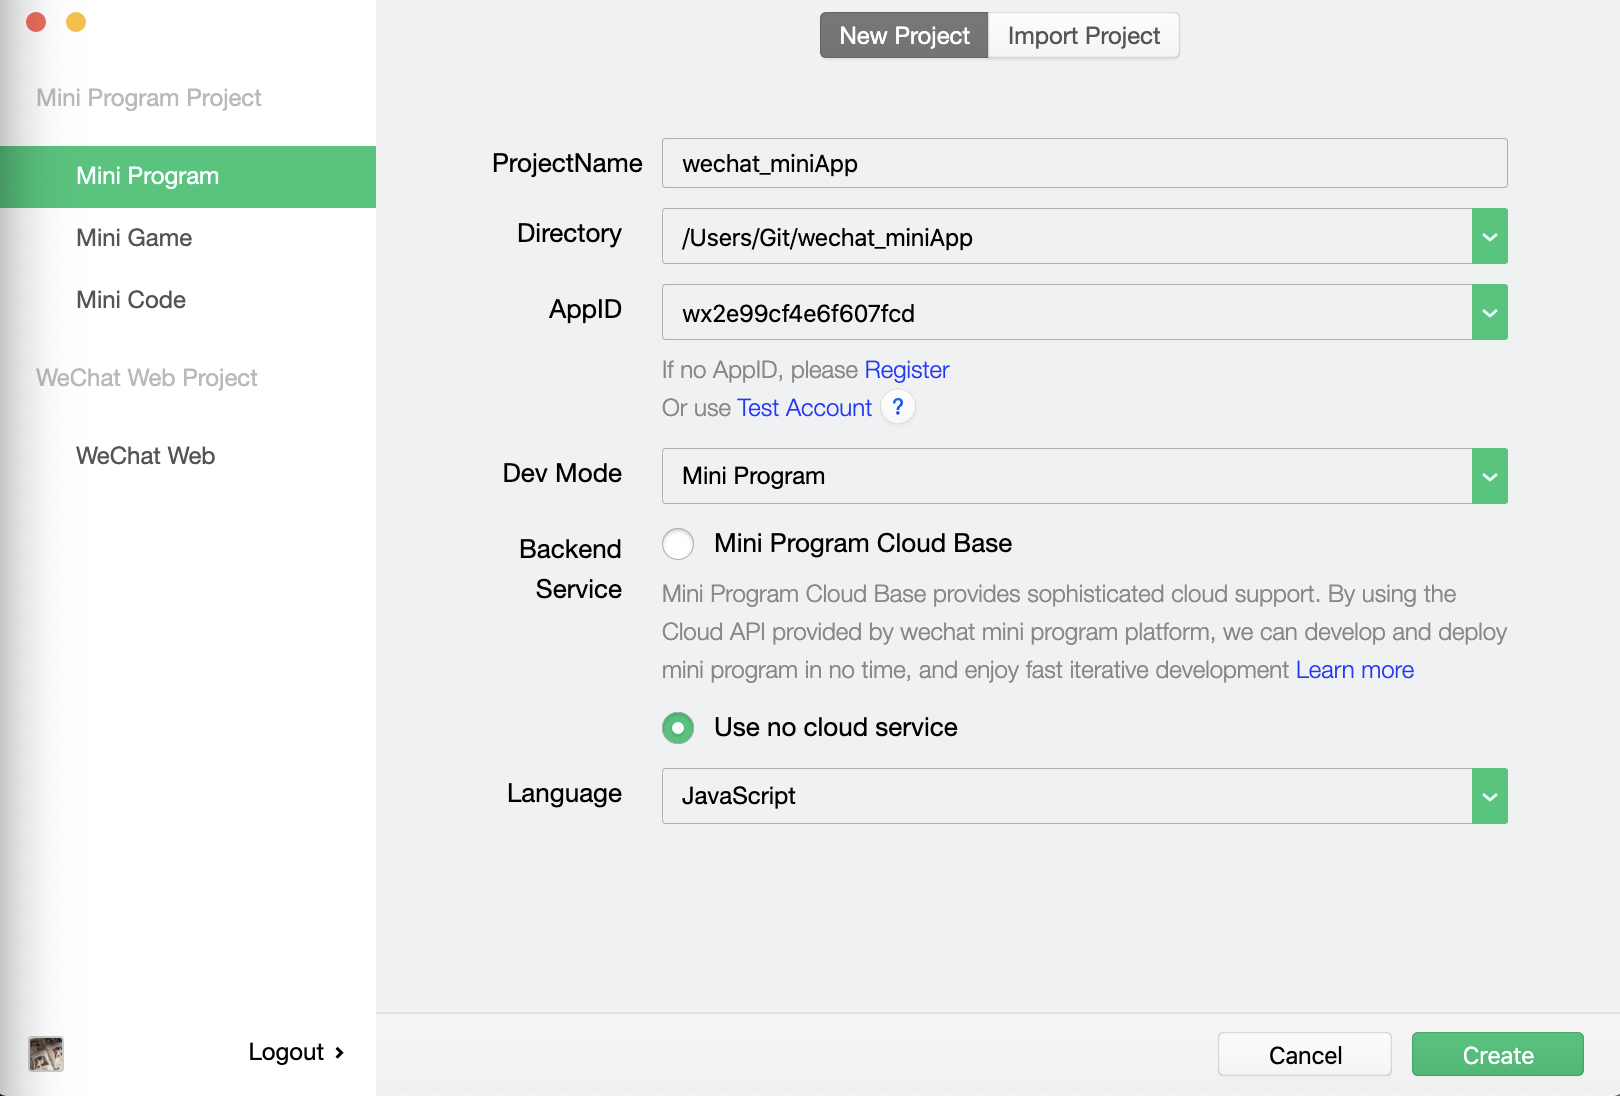 New Project
Import Project
Mini Program Project
Mini Program
Mini Game
Mini Code
WeChat Web Project
WeChat Web
Logout
ProjectName
wechat_miniApp
Directory
/Users/Git/wechat_miniApp
AppID
wx2e99cf4e6f607fcd
If no AppID, please Register
Or use Test Account ?
Dev Mode
Mini Program
Backend
Service
Mini Program Cloud Base
Mini Program Cloud Base provides sophisticated cloud support. By using the
Cloud API provided by wechat mini program platform, we can develop and deploy
mini program in no time, and enjoy fast iterative development Learn more
Use no cloud service
Language
JavaScript
Cancel
Create